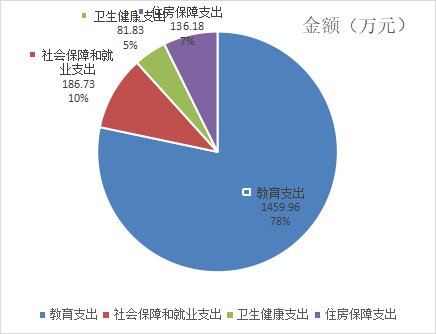 金额（万元）
卫生健康支出
81.83
5%
住房保障支出
136.18
7%
社会保障和就
业支出
186.73
10%
教育支出
1459.96
78%
教育支出 社会保障和就业支出 卫生健康支出 住房保障支出